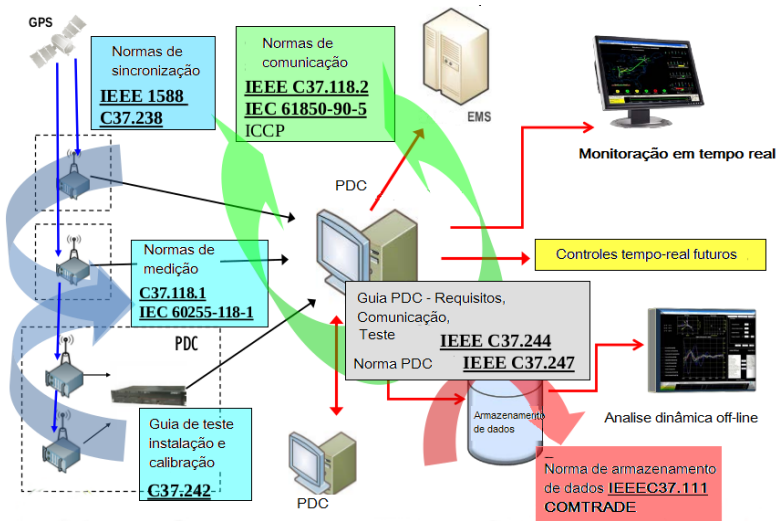 GPS
Normas de
sincronização
IEEE 1588
C37.238
Normas de
comunicação
IEEE C37.118.2
IEC 61850-90-5
ICCP
EMS
Monitoração em tempo real
PDC
Normas de
medição
C37.118.1
IEC 60255-118-1
Controles tempo-real futuros
Guia PDC - Requisitos,
Comunicação,
Teste
IEEE C37.244
Norma PDC IEEE C37.247
PDC
Guia de teste
instalação e
calibração
C37.242
PDC
Armazenamento
de dados
Analise dinâmica off-line
Norma de armazenamento
de dados IEEEC37.111
COMTRADE